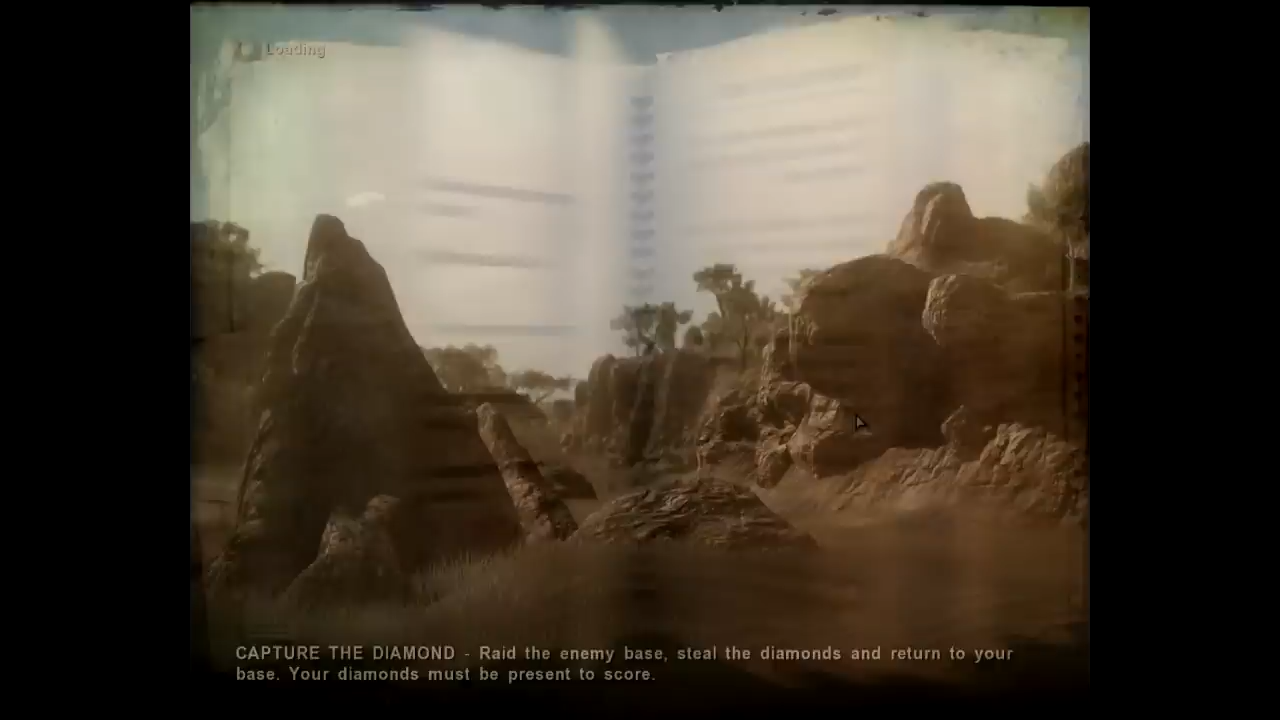 Loading
CAPTURE THE DIAMOND - Raid the enemy base, steal the diamonds and return to your
base. Your diamonds must be present to score.